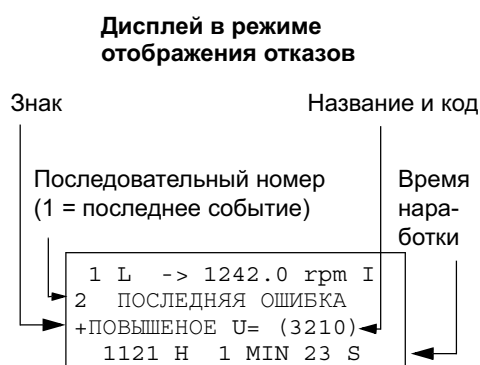 Дисплей в режиме
отображения отказов
Знак
Название и код
Последовательный номер
(1 = последнее событие)
Время
нара-
ботки
1 L -> 1242.0 rpm I
2 ПОСЛЕДНЯЯ ОШИБКА
+ПОВЫШЕНОЕ U= (3210)
1121 H 1 MIN 23 S